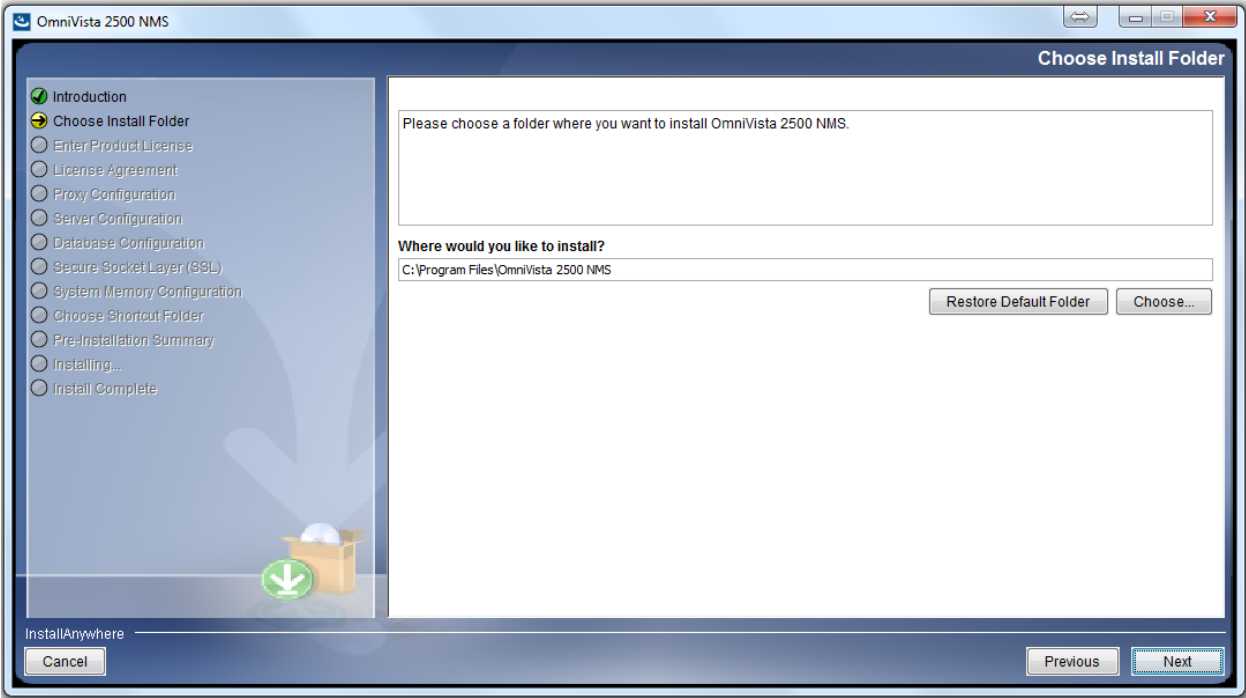 OmniVista 2500 NMS
Choose Install Folder
Introduction
Choose Install Folder
Enter Product License
License Agreement
Proxy Configuration
Server Configuration
Database Configuration
Secure Socket Layer (SSL)
System Memory Configuration
Choose Shortcut Folder
Pre-Installation Summary
Installing...
Install Complete
Please choose a folder where you want to install OmniVista 2500 NMS.
Where would you like to install?
C:\Program Files\OmniVista 2500 NMS
Restore Default Folder
Choose...
InstallAnywhere
Cancel
Previous
Next